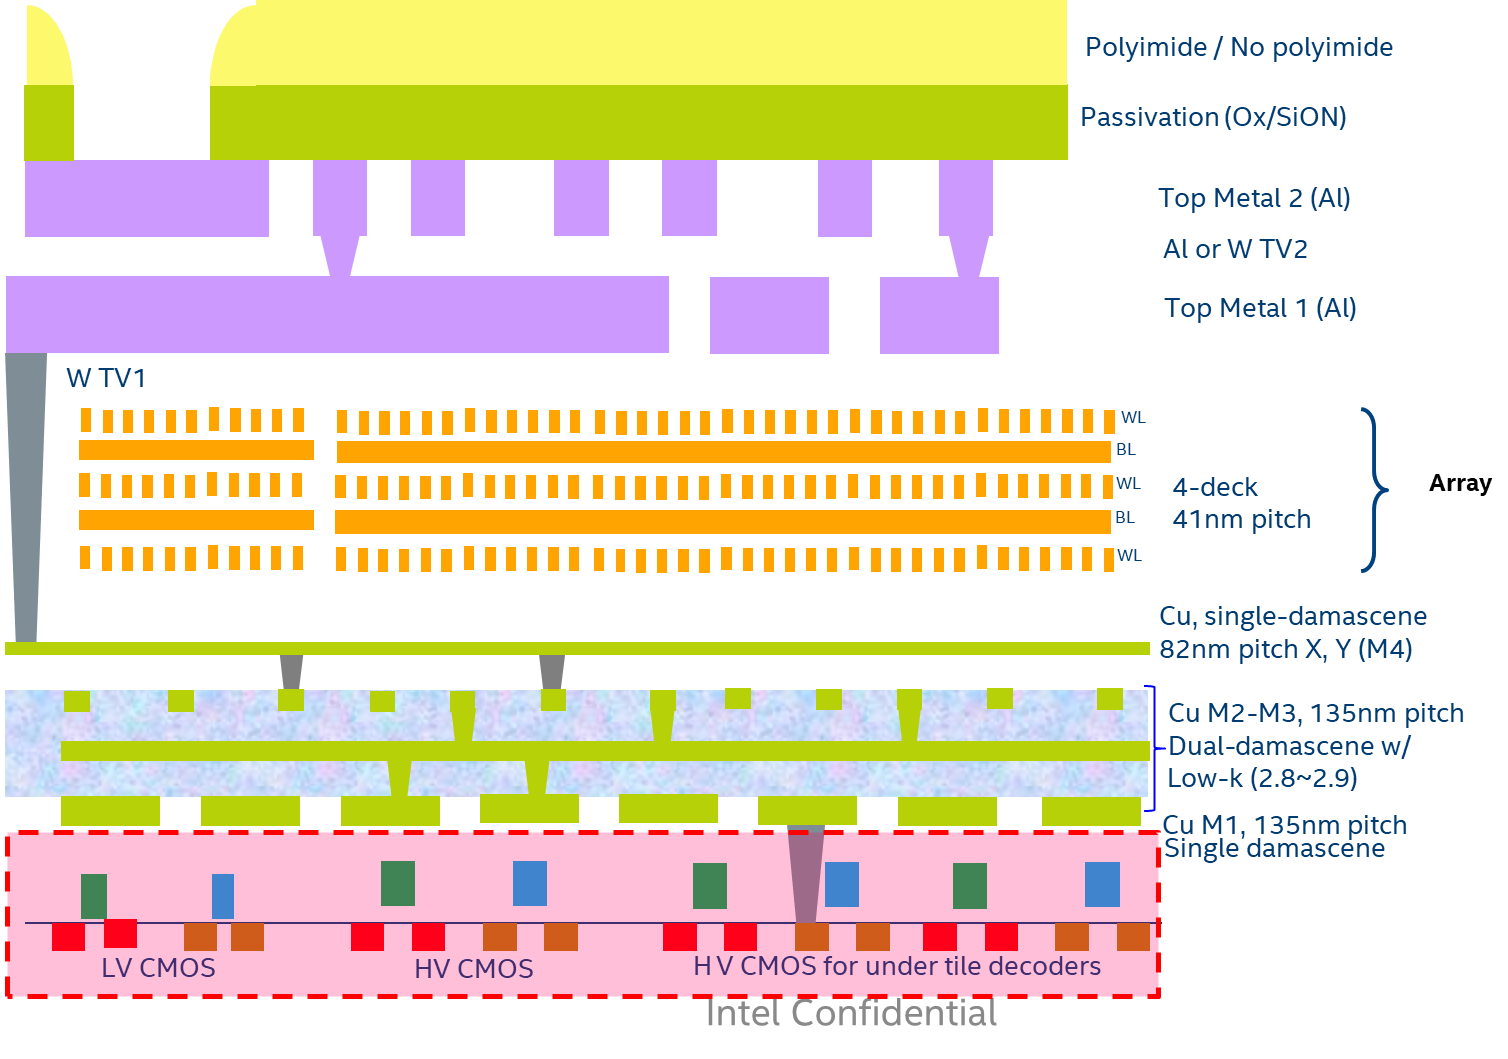 Polyimide / No polyimide
Passivation (Ox/SiON)
Top Metal 2 (Al)
Al or W TV2
Top Metal 1 (Al)
W TV1
WL
BL
WL
BL
WL
4-deck
41nm pitch
Array
Cu, single-damascene
82nm pitch X, Y (M4)
Cu M2-M3, 135nm pitch
Dual-damascene w/
Low-k (2.8~2.9)
Cu M1, 135nm pitch
Single damascene
LV CMOS
HV CMOS
H V CMOS for under tile decoders
Intel Confidential